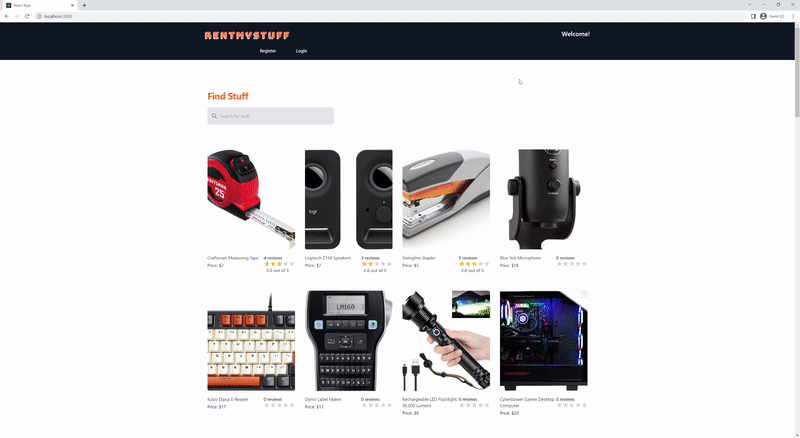 React App
localhost:3000
Guest (2)
RENTMYSTUFF
Welcome!
Register
Login
Find Stuff
Search for stuff
25
logi
Craftsman Measuring Tape
4 reviews
Price: $2
3.0 out of 5
Logitech Z150 Speakers
3 reviews
Price: $7
2.6 out of 5
Swingline Stapler
5 reviews
Price: $5
3.8 out of 5
Blue Yeti Microphone
0 reviews
Price: $18
LM160
Kobo Elipsa E-Reader
0 reviews
Price: $17
Dymo Label Maker
0 reviews
Price: $13
Rechargeable LED Flashlight,
0 reviews
90,000 Lumens
Price: $8
Cyberpower Gamer Desktop
0 reviews
Computer
Price: $20